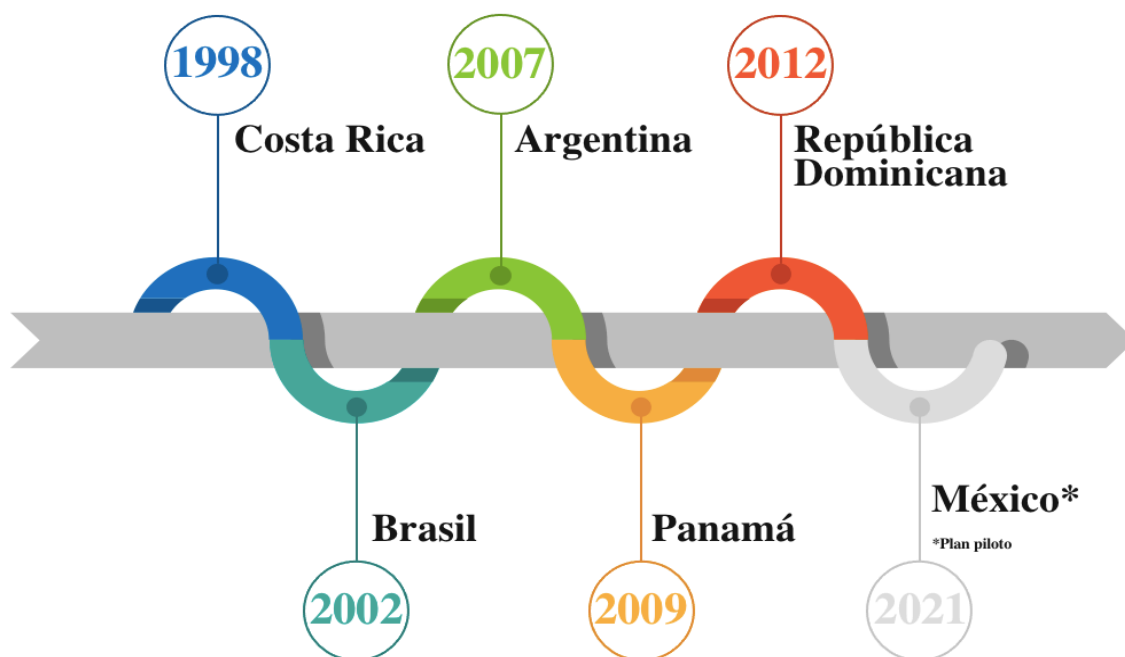 1998
Costa Rica
2007
Argentina
2012
República
Dominicana
Brasil
2002
Panamá
2009
México*
*Plan piloto
2021